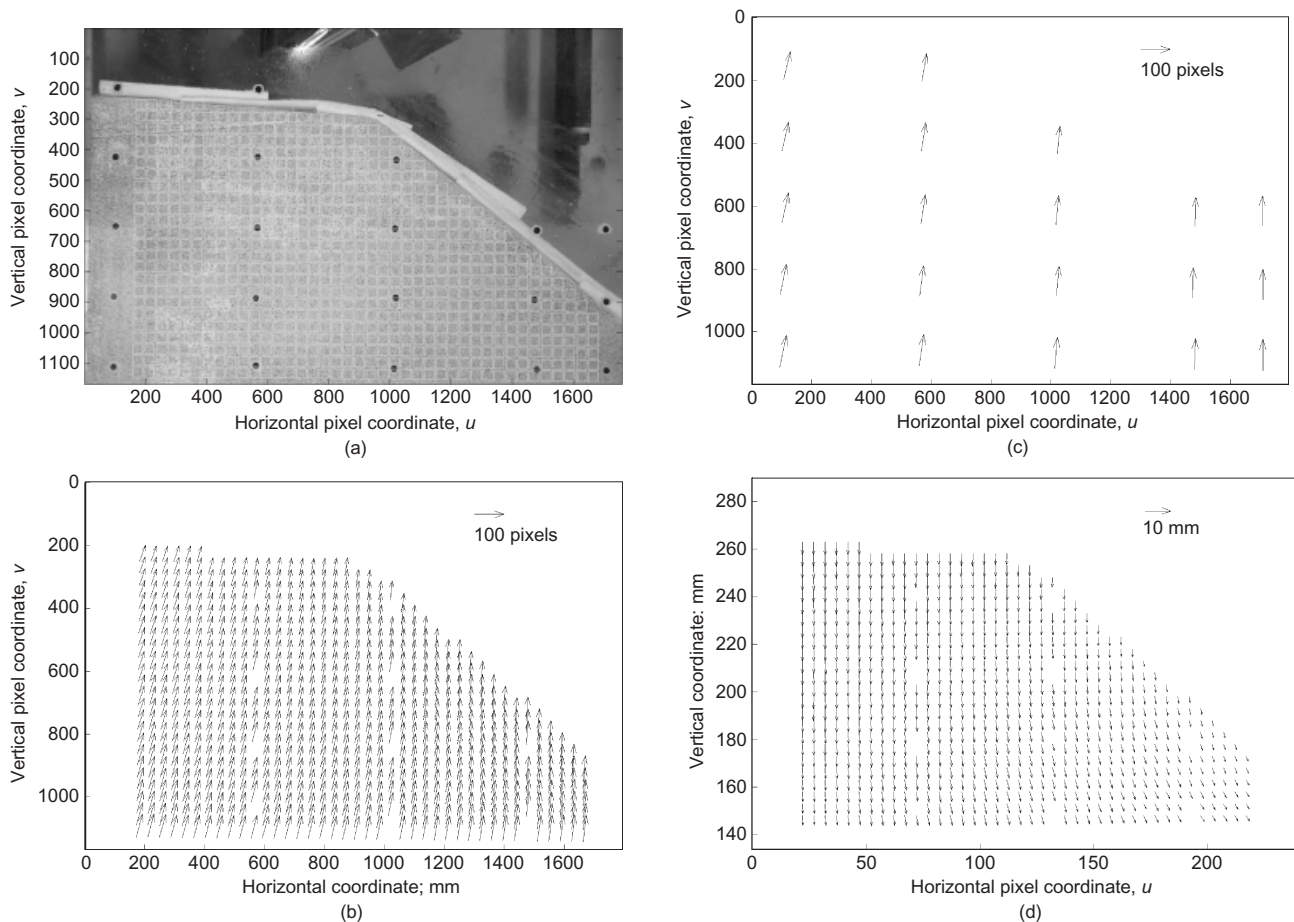 100
200
300
400
500
600
700
800
900
1000
1100
Vertical pixel coordinate, v
200 400 600 800 1000 1200 1400 1600
Horizontal pixel coordinate, u
(a)
0
200
400
600
800
1000
Vertical pixel coordinate, v
100 pixels
0 200 400 600 800 1000 1200 1400 1600
Horizontal pixel coordinate, u
(c)
0
200
400
600
800
1000
Vertical pixel coordinate, v
100 pixels
0 200 400 600 800 1000 1200 1400 1600
Horizontal coordinate; mm
(b)
280
260
240
220
200
180
160
140
Vertical coordinate: mm
10 mm
0 50 100 150 200
Horizontal pixel coordinate, u
(d)